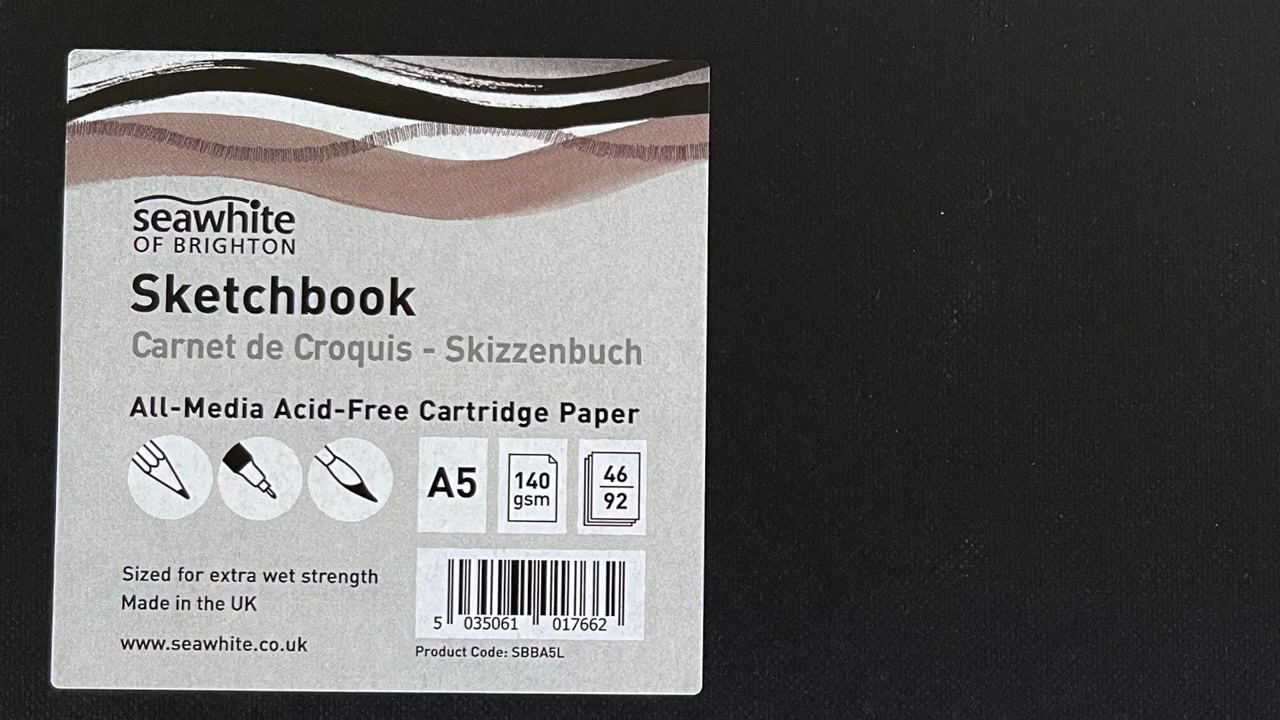 seawhite
OF BRIGHTON
Sketchbook
Carnet de Croquis - Skizzenbuch
All-Media Acid-Free Cartridge Paper
A5
140
gsm
46
92
Sized for extra wet strength
Made in the UK
www.seawhite.co.uk
5 035061 017662
Product Code: SBBA5L